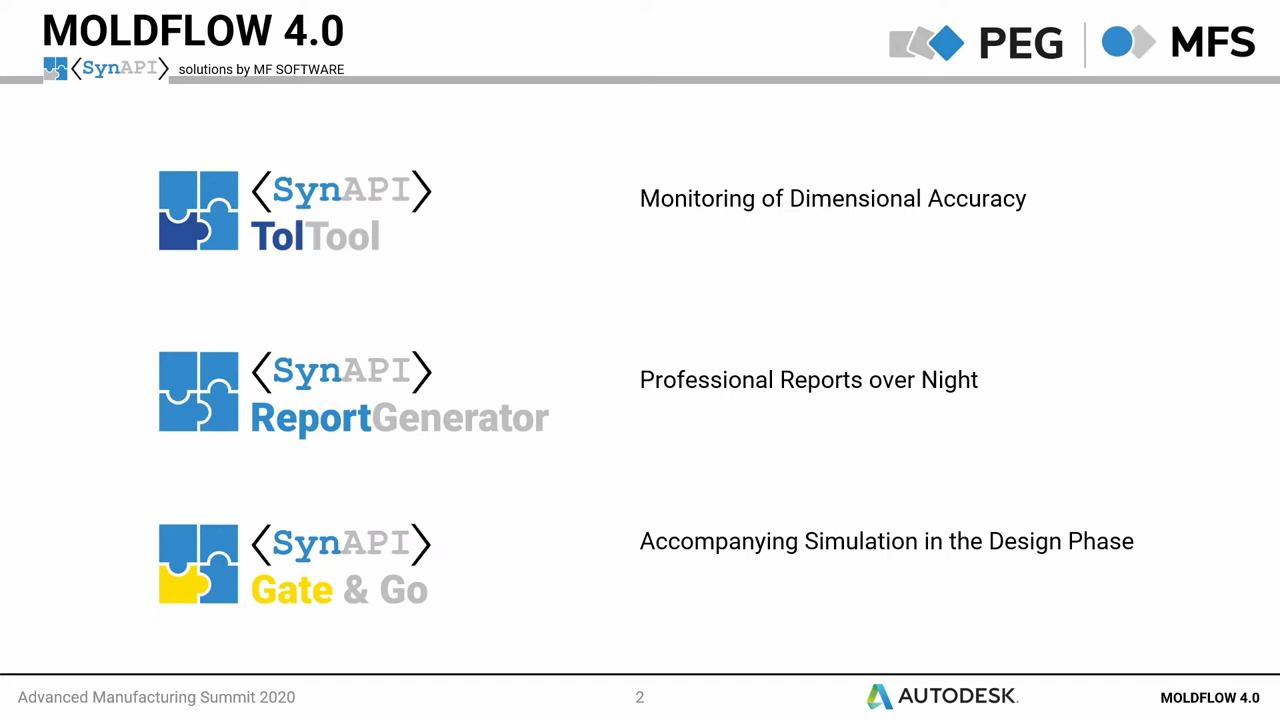 MOLDFLOW 4.0
<SynAPI> solutions by MF SOFTWARE
PEG | MFS
<SynAPI>
TolTool
Monitoring of Dimensional Accuracy
<SynAPI>
ReportGenerator
Professional Reports over Night
<SynAPI>
Gate & Go
Accompanying Simulation in the Design Phase
Advanced Manufacturing Summit 2020
2
AUTODESK.
MOLDFLOW 4.0